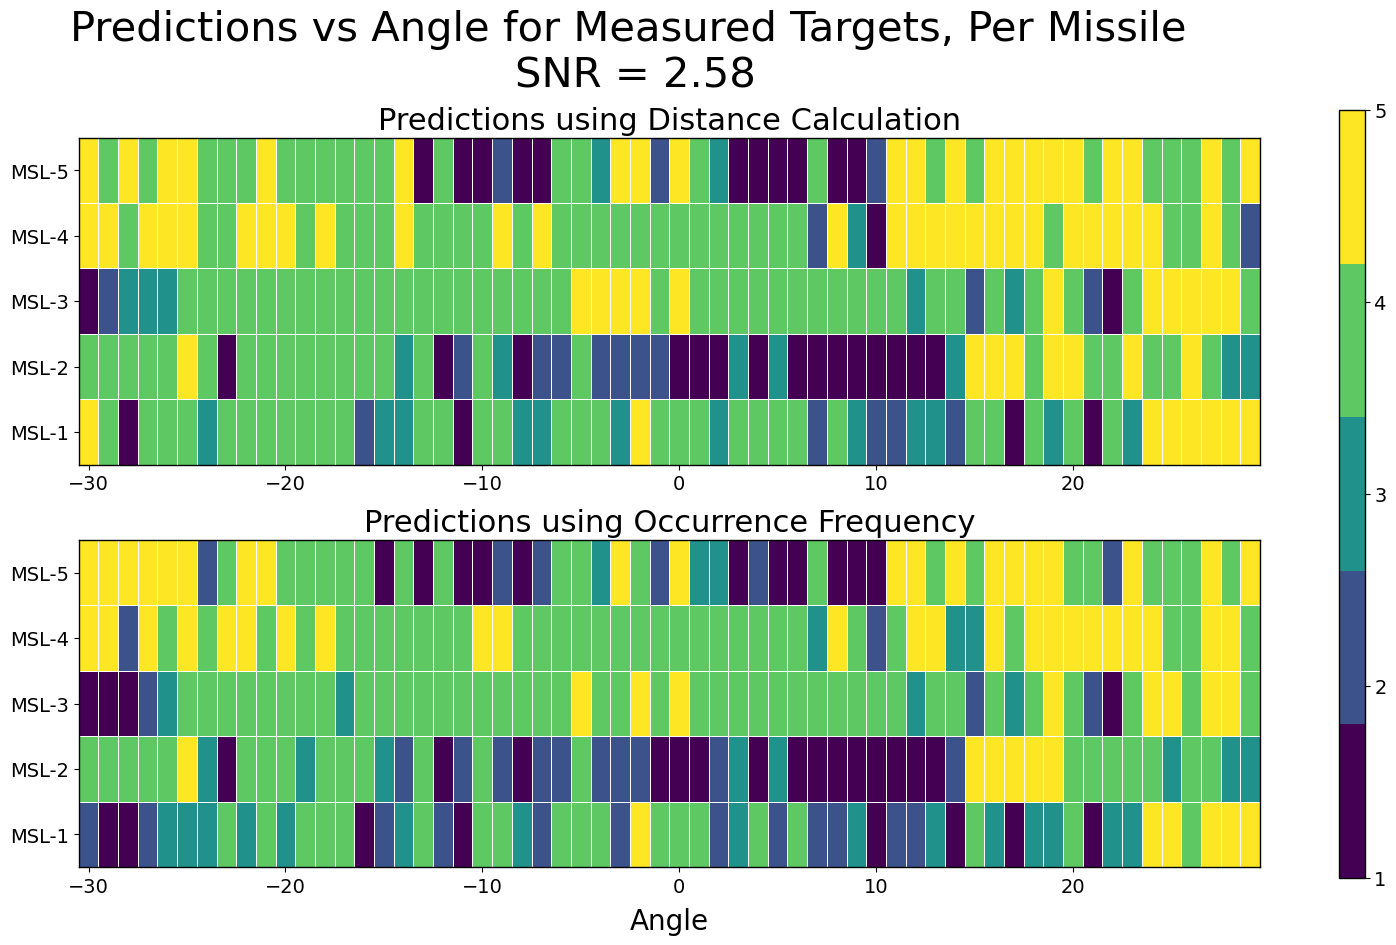 Predictions vs Angle for Measured Targets, Per Missile
SNR = 2.58
Predictions using Distance Calculation
MSL-5
MSL-4
MSL-3
MSL-2
MSL-1
−30 −20 −10 0 10 20
Predictions using Occurrence Frequency
MSL-5
MSL-4
MSL-3
MSL-2
MSL-1
−30 −20 −10 0 10 20
Angle
5
4
3
2
1